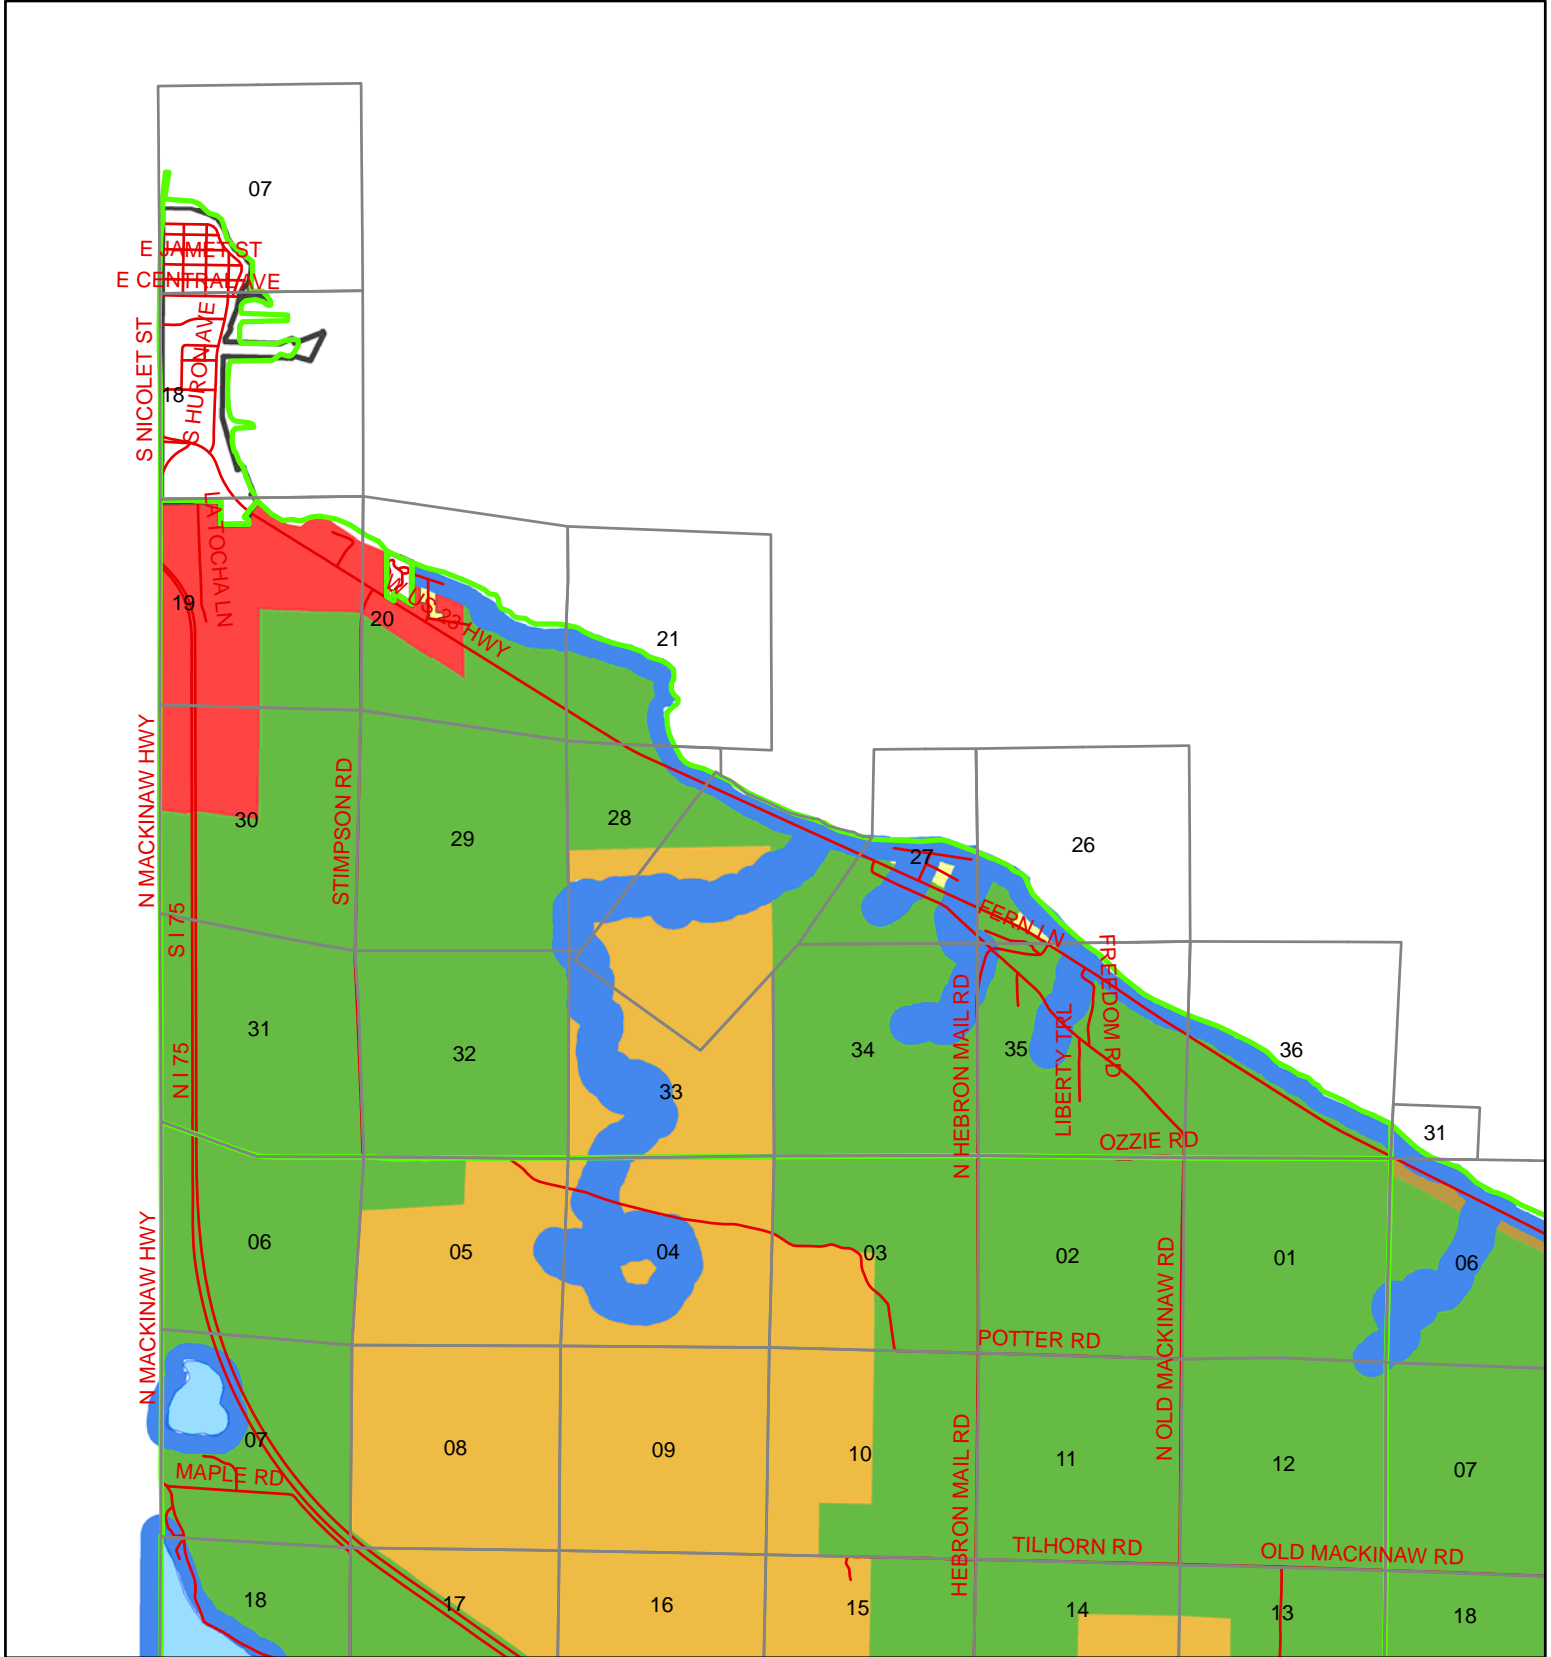 07
E JAMET ST
E CENTRAL AVE
S NICOLET ST
S HURON AVE
18
LA TOCHA LN
19
20
W US 23 HWY
21
N MACKINAW HWY
30
STIMPSON RD
29
28
27
26
FERN LN
FREEDOM RD
S I 75
N I 75
31
32
33
34
N HEBRON MAIL RD
35
LIBERTY TRL
36
OZZIE RD
31
N MACKINAW HWY
06
05
04
03
02
N OLD MACKINAW RD
01
06
POTTER RD
07
MAPLE RD
08
09
10
HEBRON MAIL RD
11
12
07
TILHORN RD
OLD MACKINAW RD
18
17
16
15
14
13
18